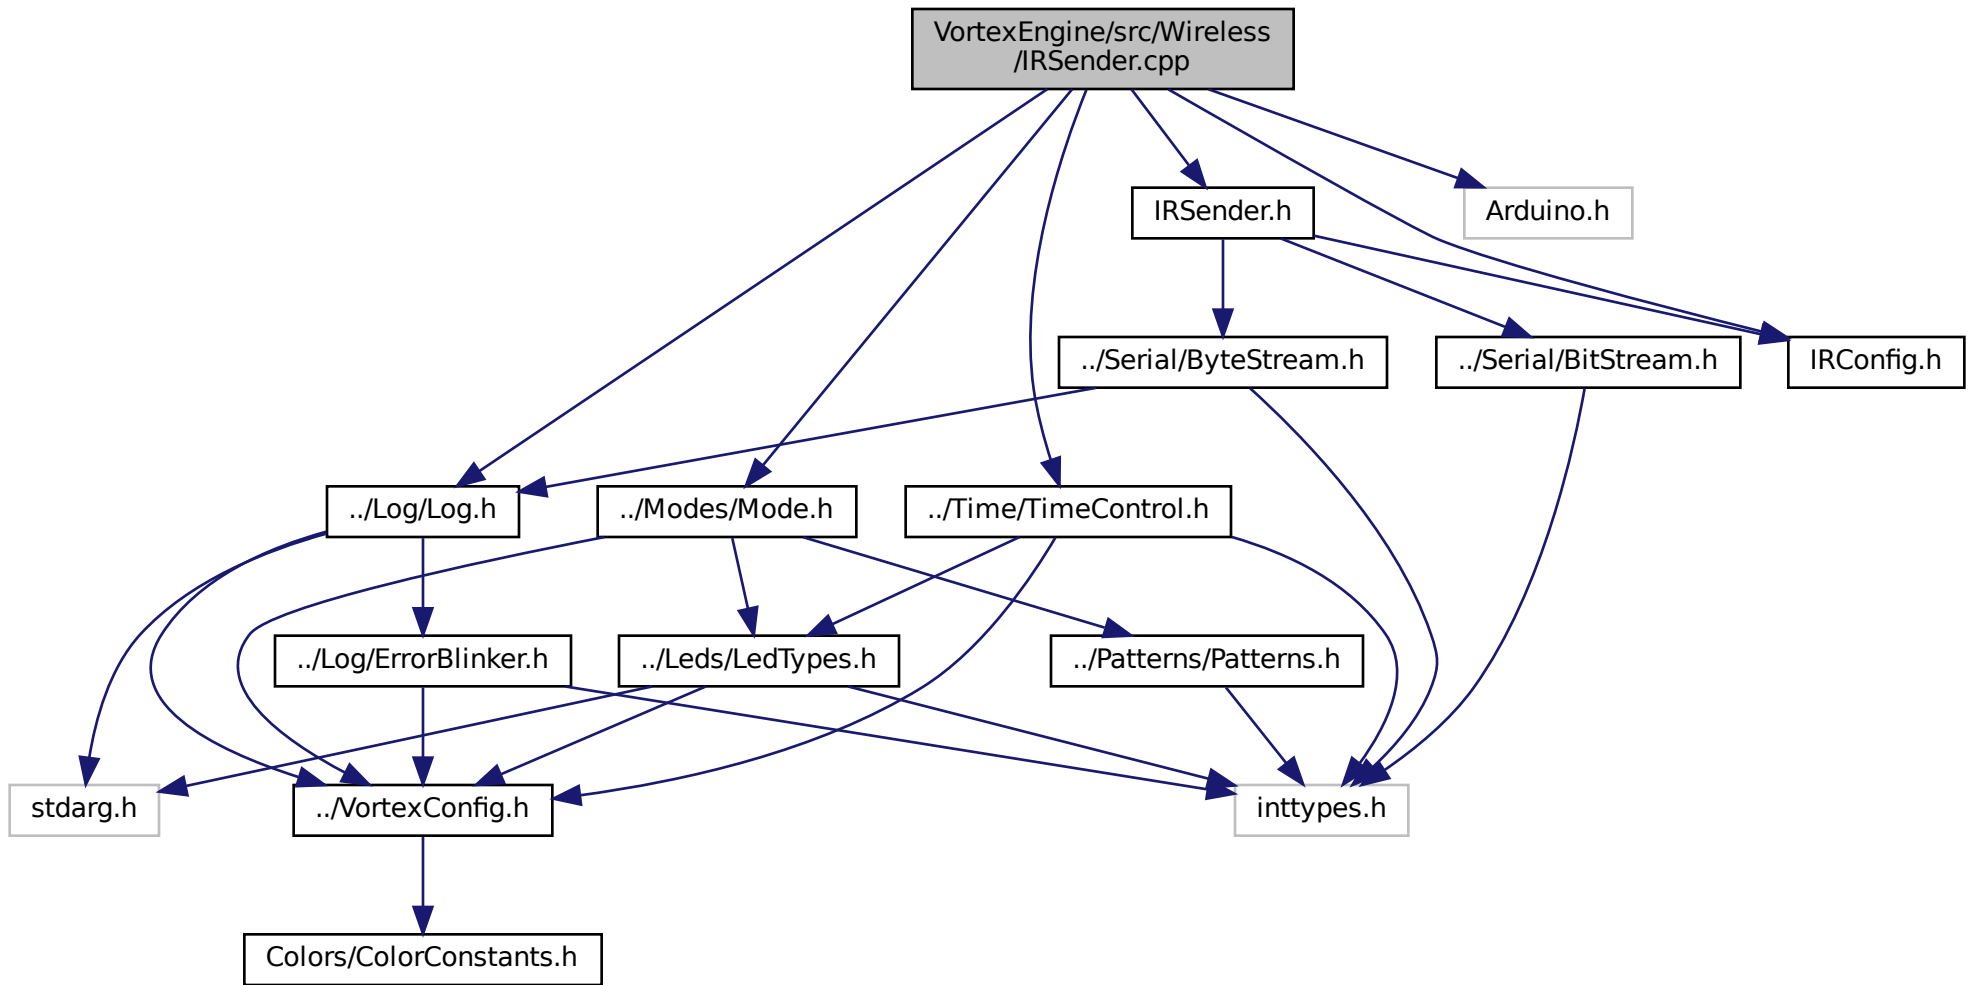 VortexEngine/src/Wireless
/IRSender.cpp
IRSender.h
Arduino.h
../Serial/ByteStream.h
../Serial/BitStream.h
IRConfig.h
../Log/Log.h
../Modes/Mode.h
../Time/TimeControl.h
../Log/ErrorBlinker.h
../Leds/LedTypes.h
../Patterns/Patterns.h
stdarg.h
../VortexConfig.h
inttypes.h
Colors/ColorConstants.h